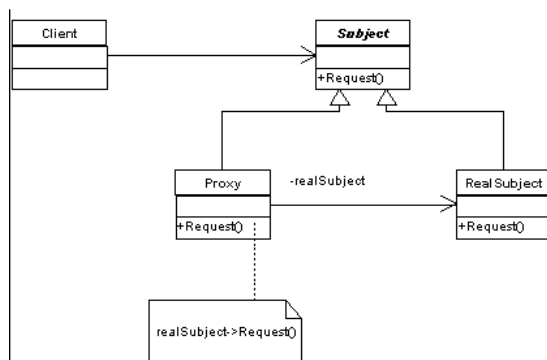 Client
Subject
+Request()
Proxy
-realSubject
RealSubject
+Request()
+Request()
realSubject->Request()